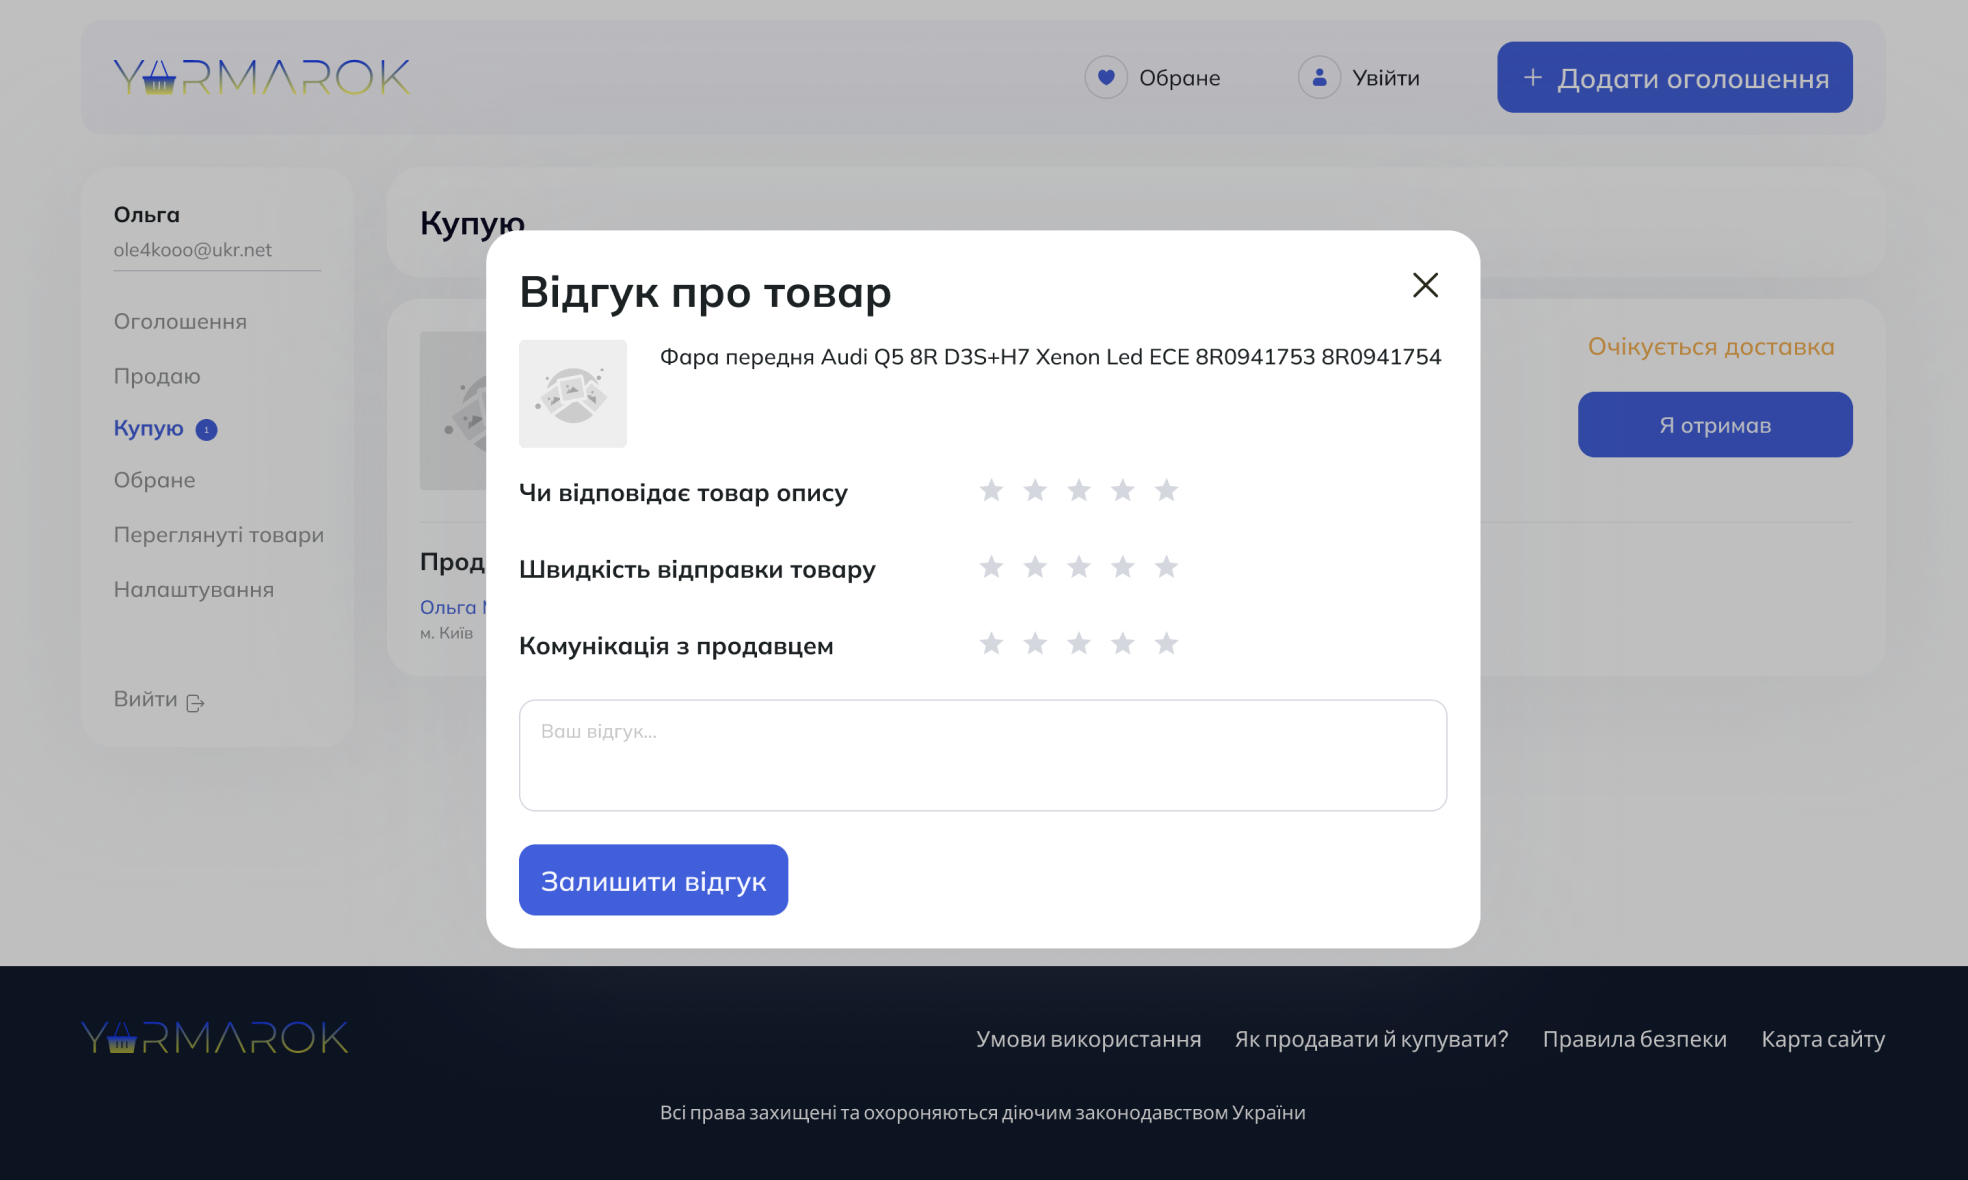 YARMAROK
Обране
Увійти
+ Додати оголошення
Ольга
ole4kooo@ukr.net
Оголошення
Продаю
Купую 1
Обране
Переглянуті товари
Налаштування
Вийти
Купую
Очікується доставка
Я отримав
Прод
Ольга
м. Київ
Відгук про товар
Фара передня Audi Q5 8R D3S+H7 Xenon Led ECE 8R0941753 8R0941754
Чи відповідає товар опису
Швидкість відправки товару
Комунікація з продавцем
Ваш відгук...
Залишити відгук
YARMAROK
Умови використання
Як продавати й купувати?
Правила безпеки
Карта сайту
Всі права захищені та охороняються діючим законодавством України